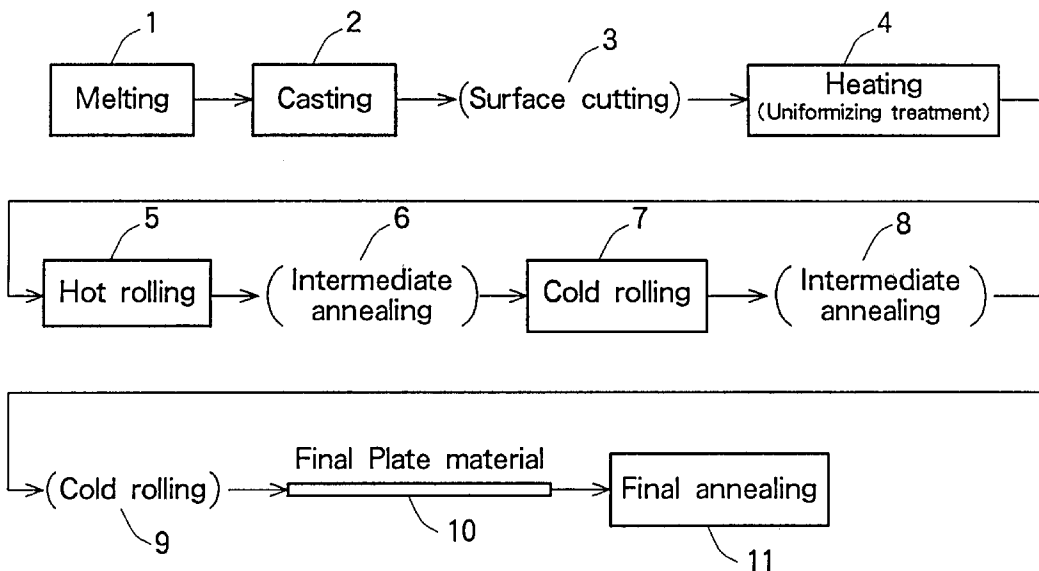 1
2
3
4
Melting
Casting
(Surface cutting)
Heating
(Uniformizing treatment)
5
6
7
8
Hot rolling
(Intermediate
annealing)
Cold rolling
(Intermediate
annealing)
Final Plate material
(Cold rolling)
Final annealing
9
10
11